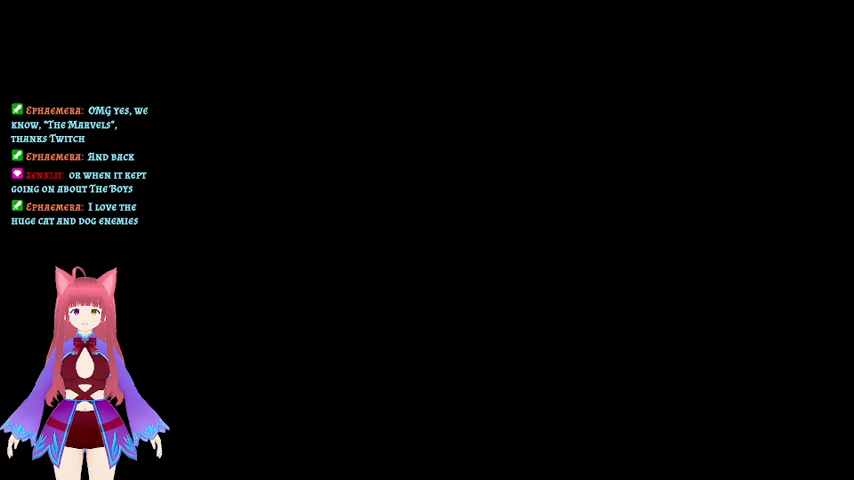 Ephaemera: OMG yes, we
know, "The Marvels",
thanks Twitch
Ephaemera: And back
zenxlii: or when it kept
going on about The Boys
Ephaemera: I love the
huge cat and dog enemies